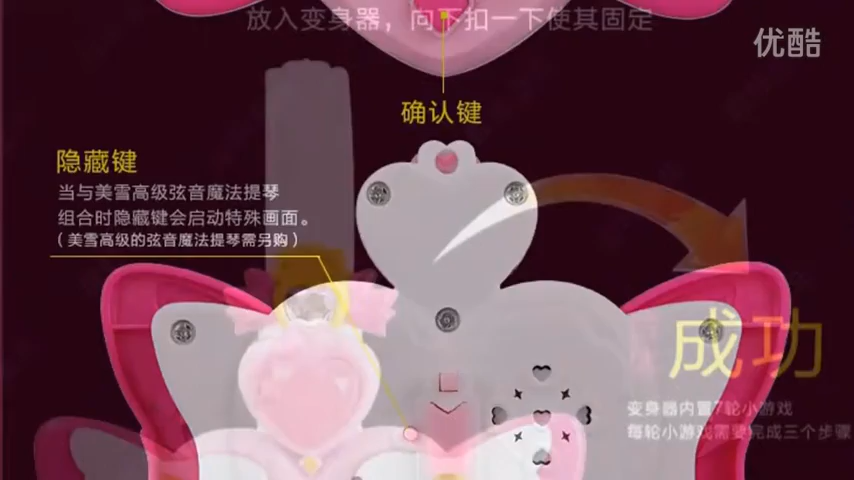 放入变身器，向下扣一下使其固定
优酷
确认键
隐藏键
当与美雪高级弦音魔法提琴
组合时隐藏键会启动特殊画面。
（美雪高级的弦音魔法提琴需另购）
成功
变身器内置7轮小游戏
每轮小游戏需要完成三个步骤